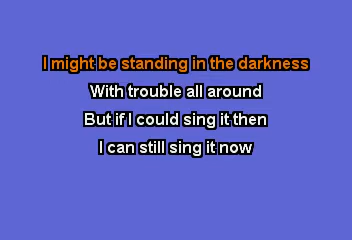 I might be standing in the darkness
With trouble all around
But if I could sing it then
I can still sing it now